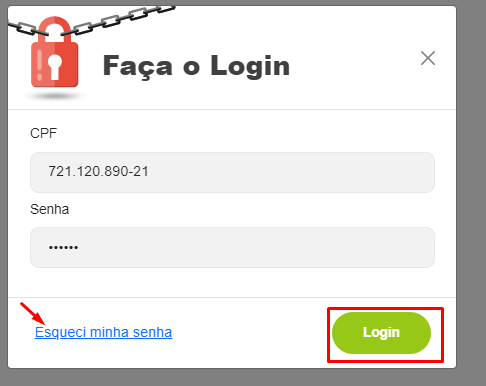 Faça o Login
CPF
721.120.890-21
Senha
••••••
Esqueci minha senha
Login